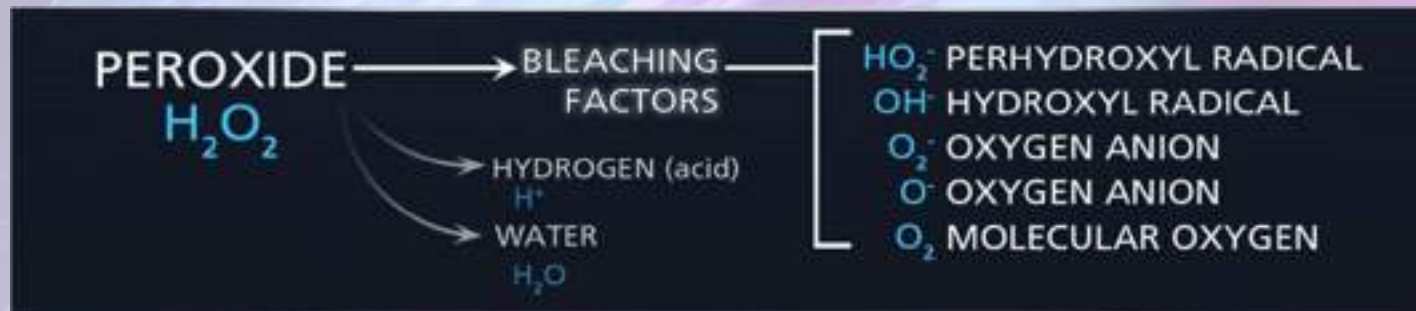 PEROXIDE
H₂O₂
BLEACHING
FACTORS
HYDROGEN (acid)
H⁺
WATER
H₂O
HO₂⁻ PERHYDROXYL RADICAL
OH⁻ HYDROXYL RADICAL
O₂⁻ OXYGEN ANION
O⁻ OXYGEN ANION
O₂ MOLECULAR OXYGEN